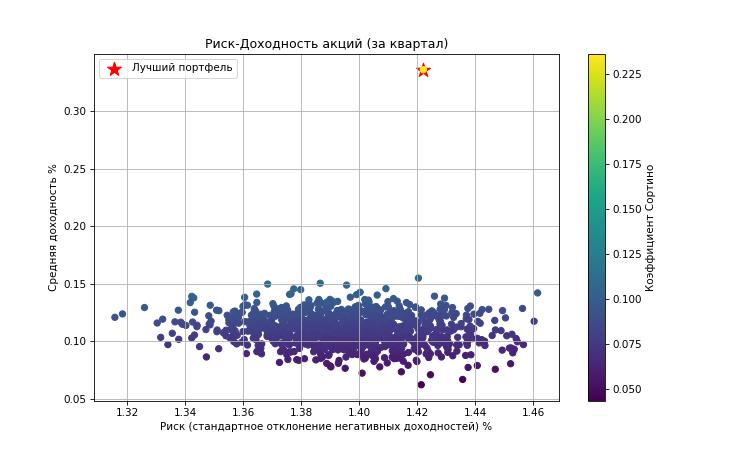 Риск-Доходность акций (за квартал)
Лучший портфель
Средняя доходность %
0.30
0.25
0.20
0.15
0.10
0.05
1.32 1.34 1.36 1.38 1.40 1.42 1.44 1.46
Риск (стандартное отклонение негативных доходностей) %
0.225
0.200
0.175
0.150
0.125
0.100
0.075
0.050
Коэффициент Сортино